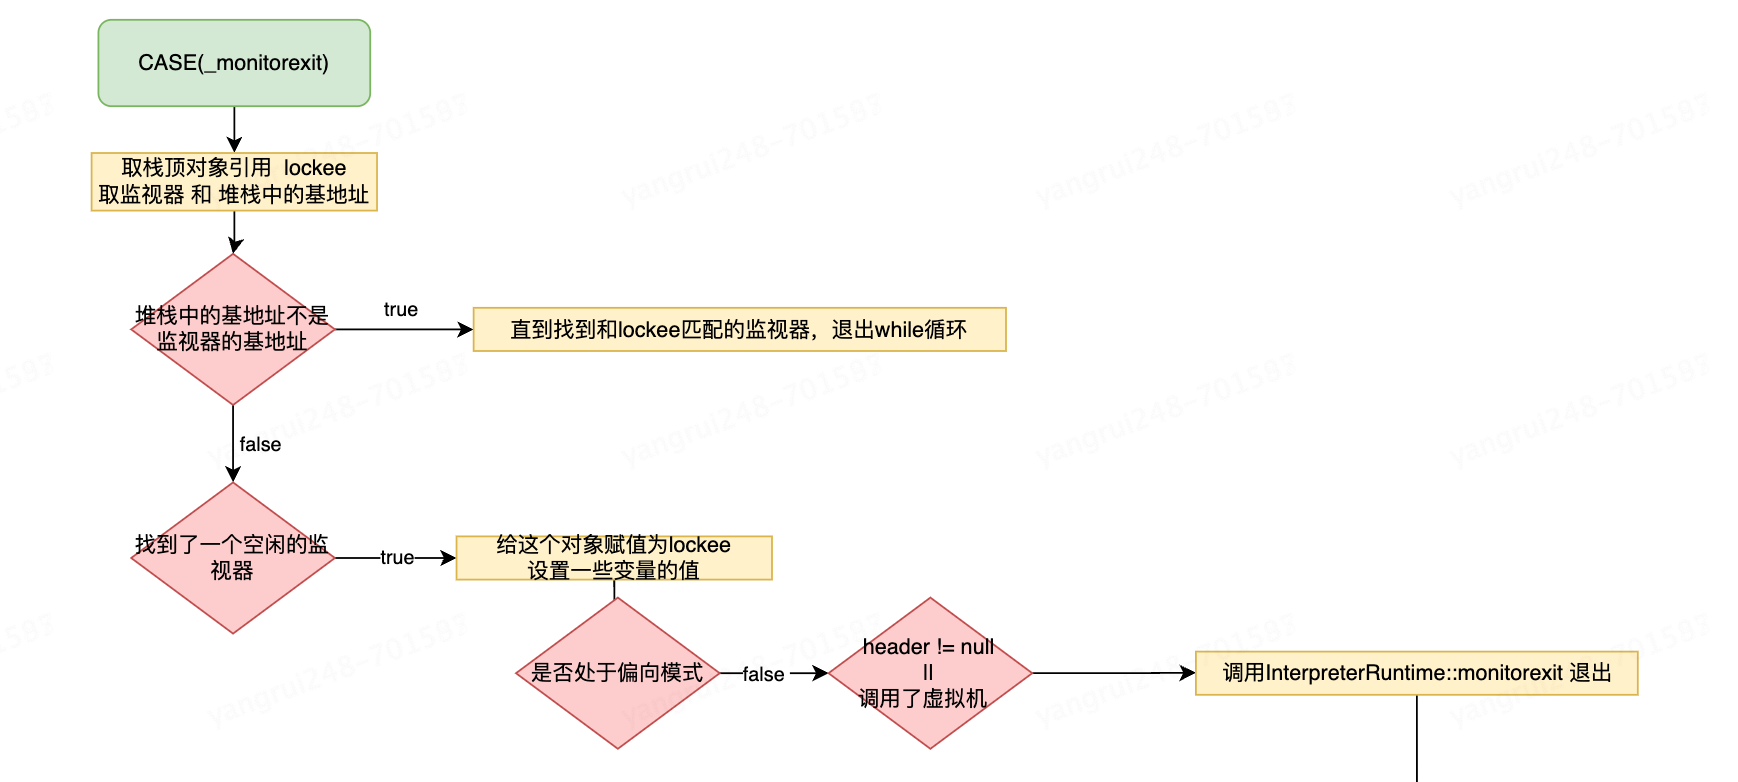 CASE(_monitorexit)
取栈顶对象引用 lockee
取监视器 和 堆栈中的基地址
堆栈中的基地址不是
监视器的基地址
true
直到找到和lockee匹配的监视器，退出while循环
false
找到了一个空闲的监
视器
true
给这个对象赋值为lockee
设置一些变量的值
是否处于偏向模式
false
header != null
||
调用了虚拟机
调用InterpreterRuntime::monitorexit 退出
yangrui248-701587